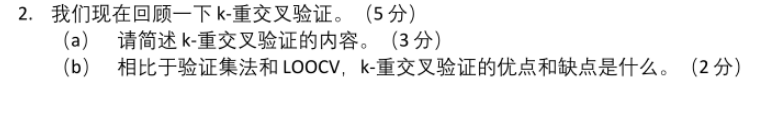 2. 我们现在回顾一下 k-重交叉验证。（5 分）
（a） 请简述 k-重交叉验证的内容。（3 分）
（b） 相比于验证集法和 LOOCV，k-重交叉验证的优点和缺点是什么。（2 分）